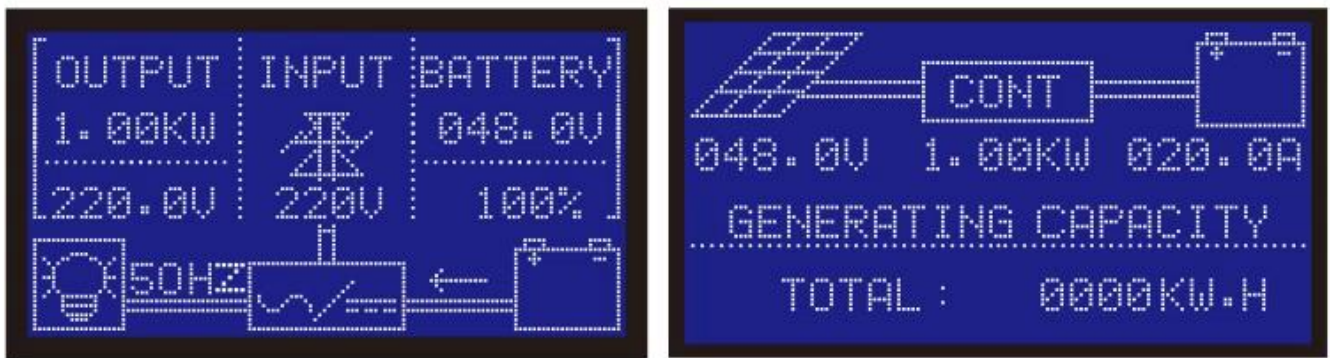 OUTPUT INPUT BATTERY
1.00KW 048.0V
220.0V 220V 100%
50HZ
+ -
CONT
+ -
048.0V 1.00KW 020.0A
GENERATING CAPACITY
TOTAL: 0000KW.H